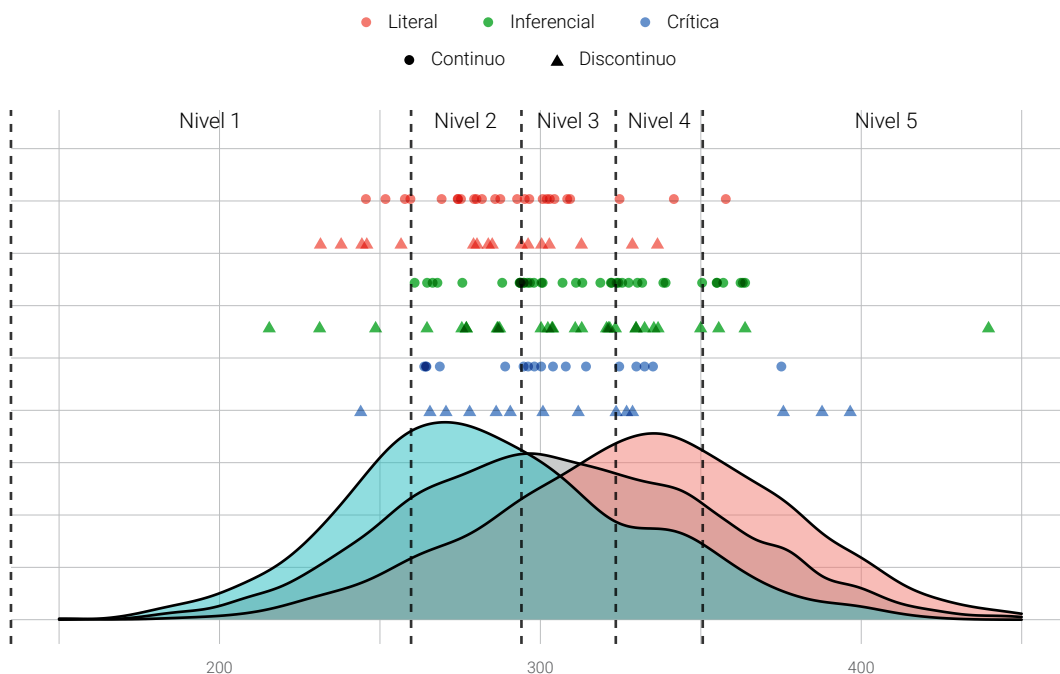 Literal Inferencial Crítica
Continuo Discontinuo
Nivel 1 Nivel 2 Nivel 3 Nivel 4 Nivel 5
200 300 400